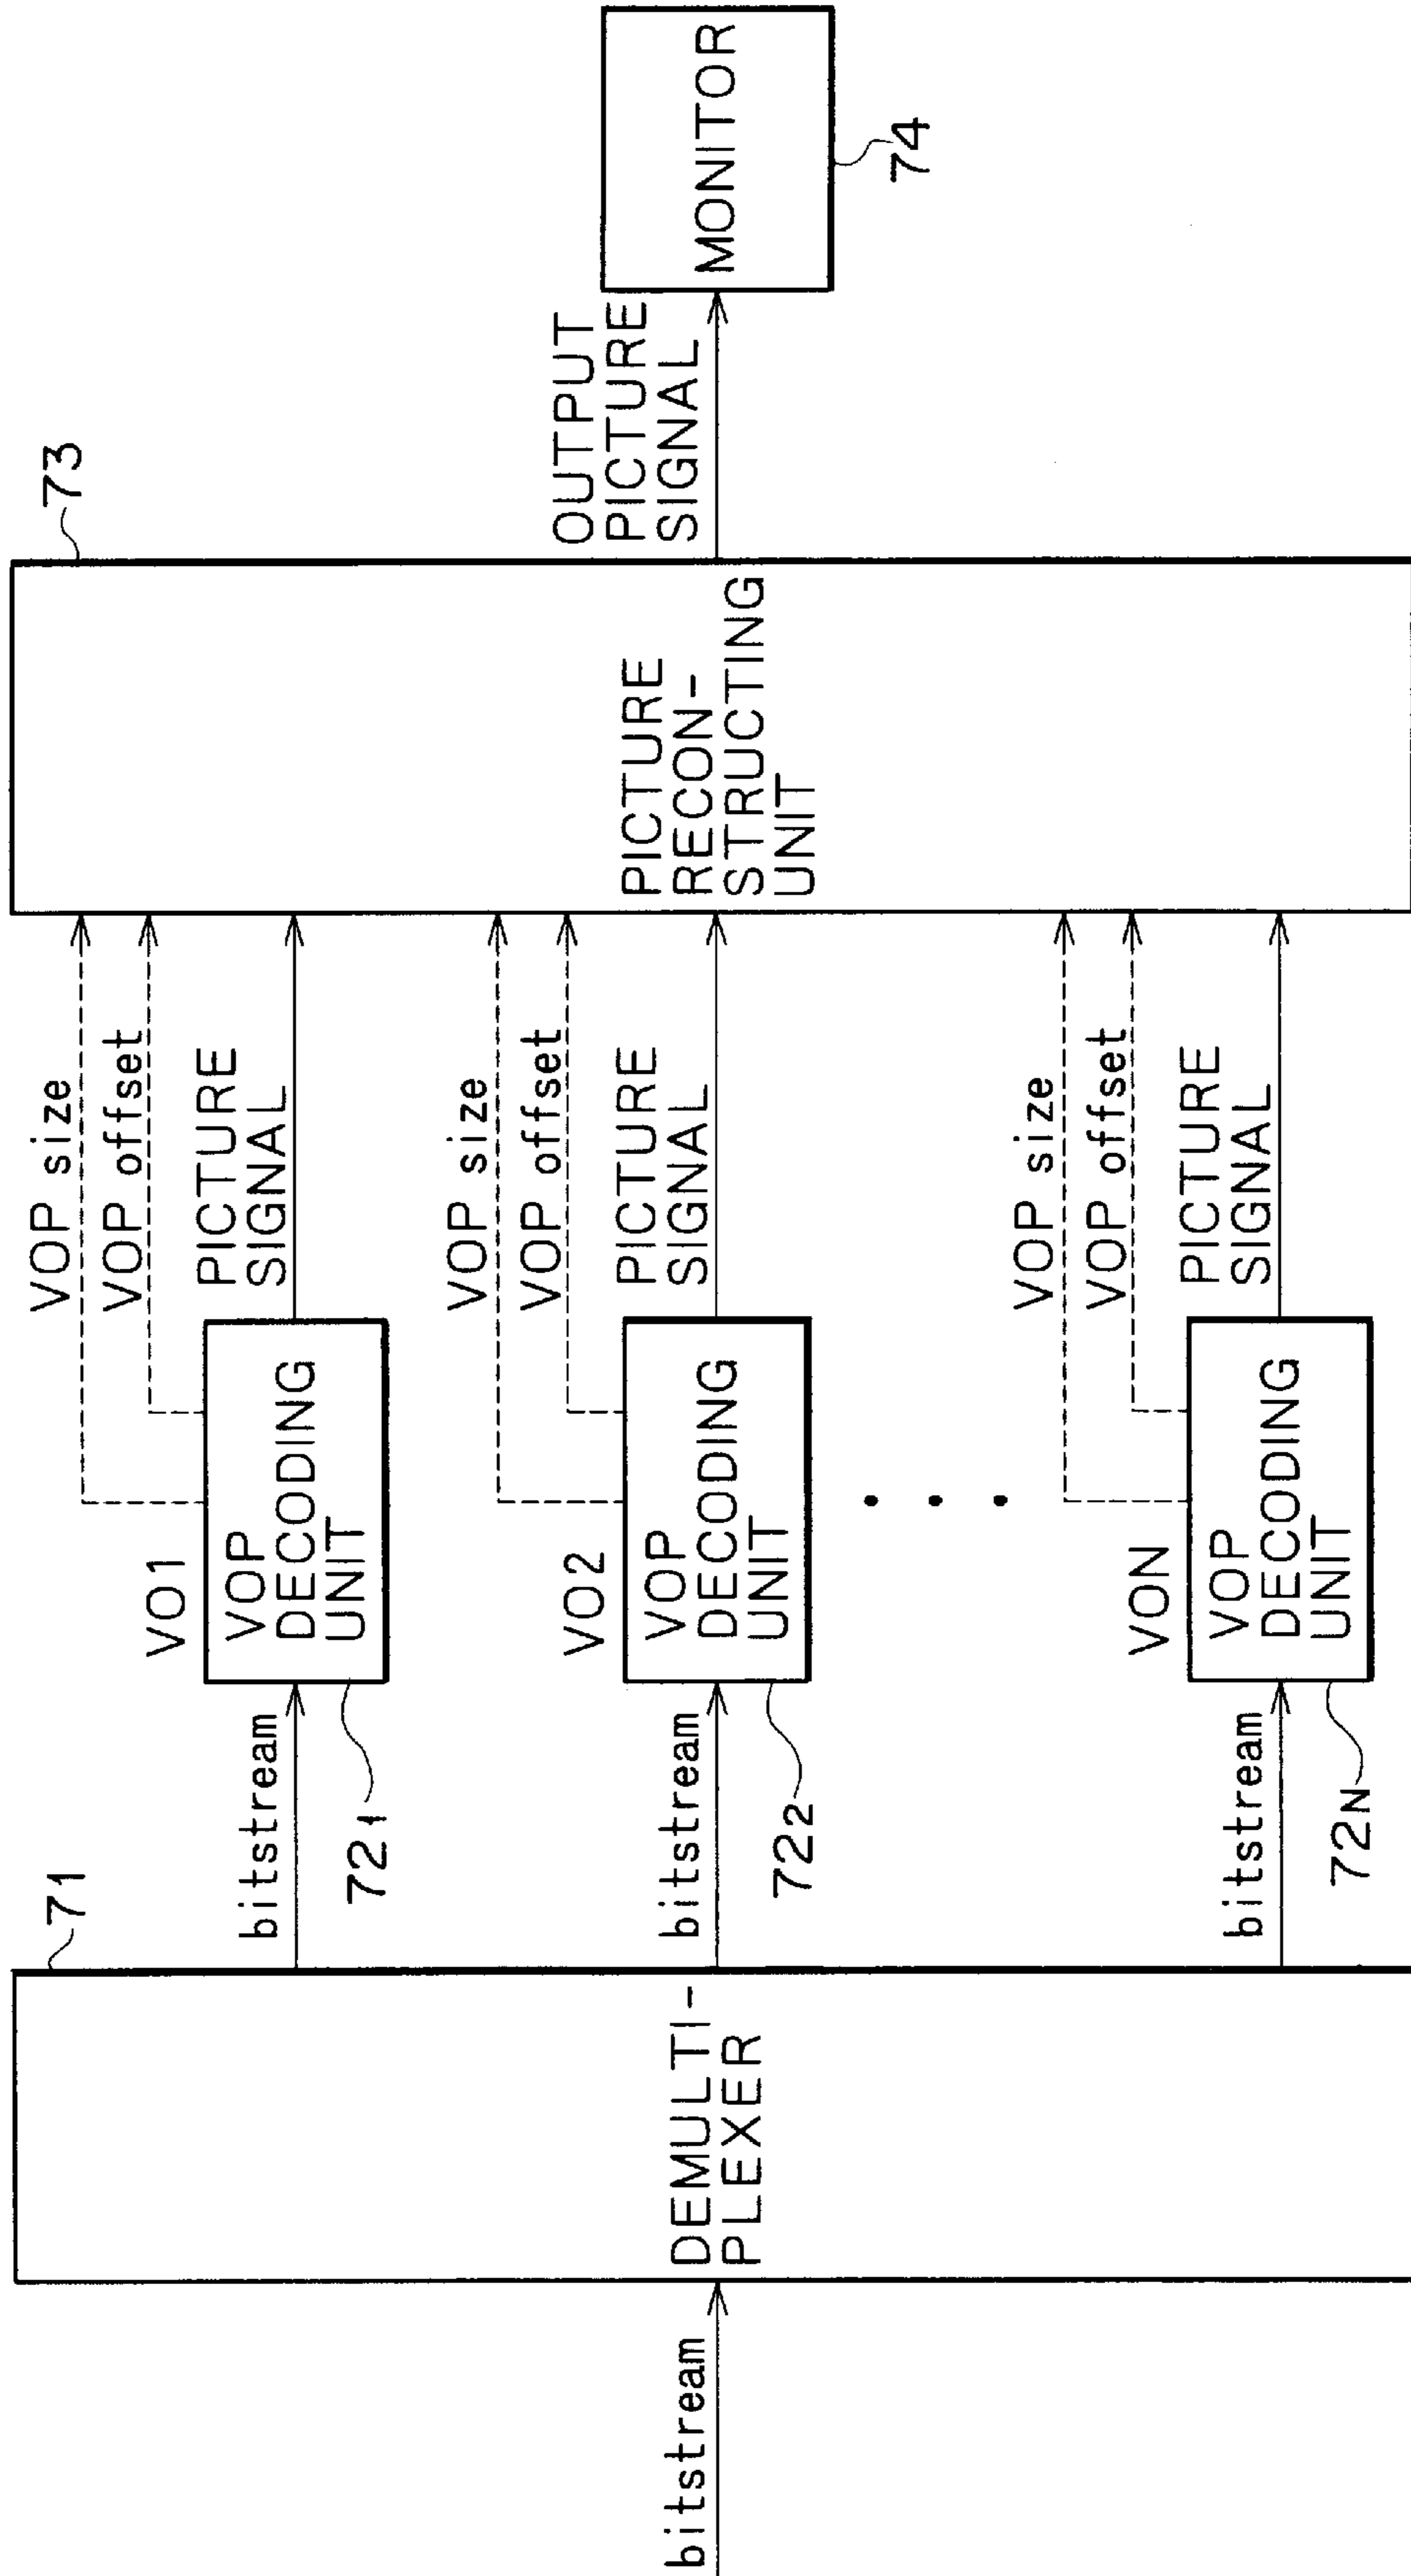 bitstream
DEMULTI-
PLEXER
71
bitstream
72₁
VO1
VOP
DECODING
UNIT
VOP size
VOP offset
PICTURE
SIGNAL
bitstream
72₂
VO2
VOP
DECODING
UNIT
VOP size
VOP offset
PICTURE
SIGNAL
bitstream
72N
VON
VOP
DECODING
UNIT
VOP size
VOP offset
PICTURE
SIGNAL
PICTURE
RECON-
STRUCTING
UNIT
73
OUTPUT
PICTURE
SIGNAL
MONITOR
74